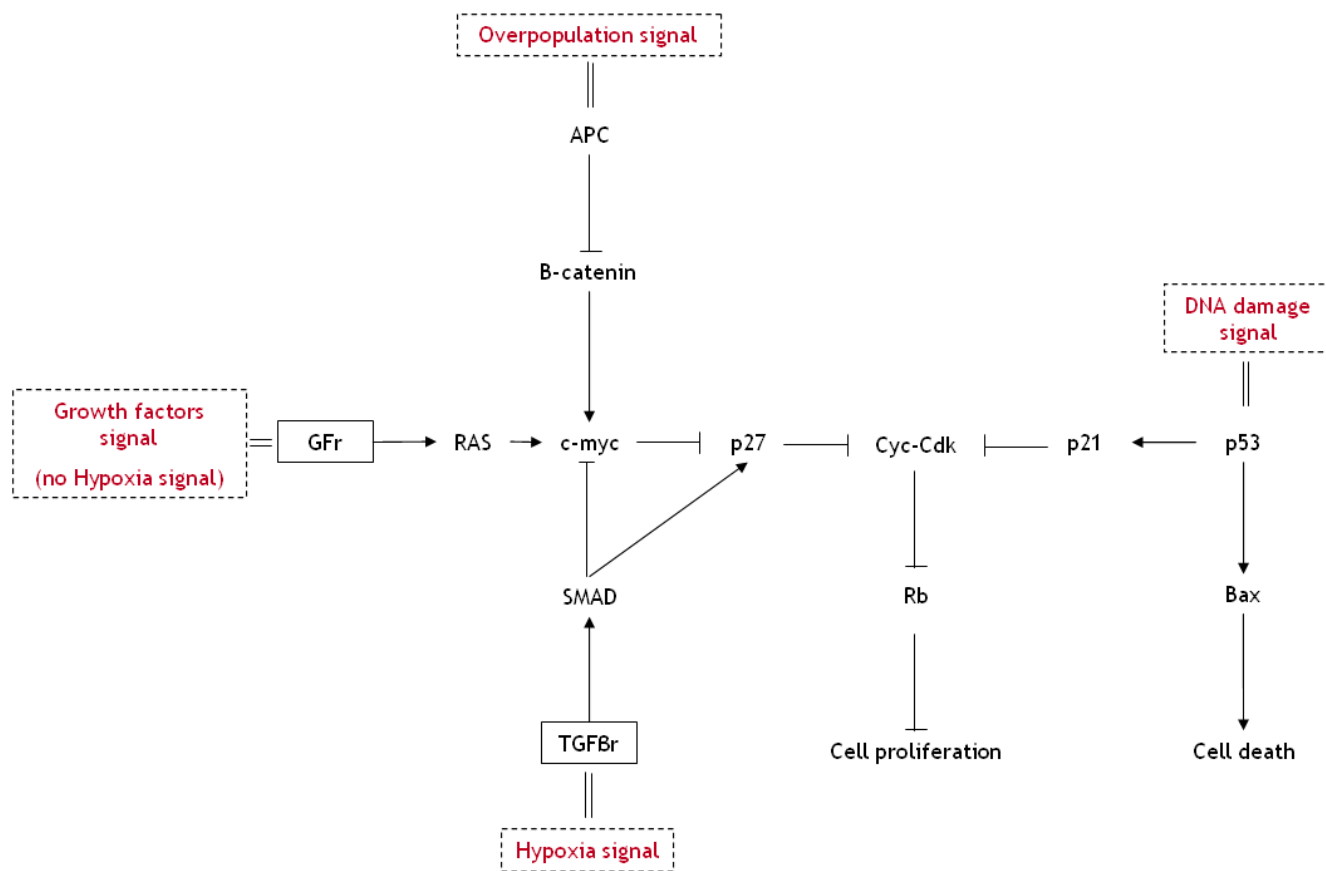 Overpopulation signal
APC
B-catenin
DNA damage
signal
Growth factors
signal
(no Hypoxia signal)
GFr
RAS
c-myc
p27
Cyc-Cdk
p21
p53
SMAD
Rb
Bax
TGFβr
Cell proliferation
Cell death
Hypoxia signal